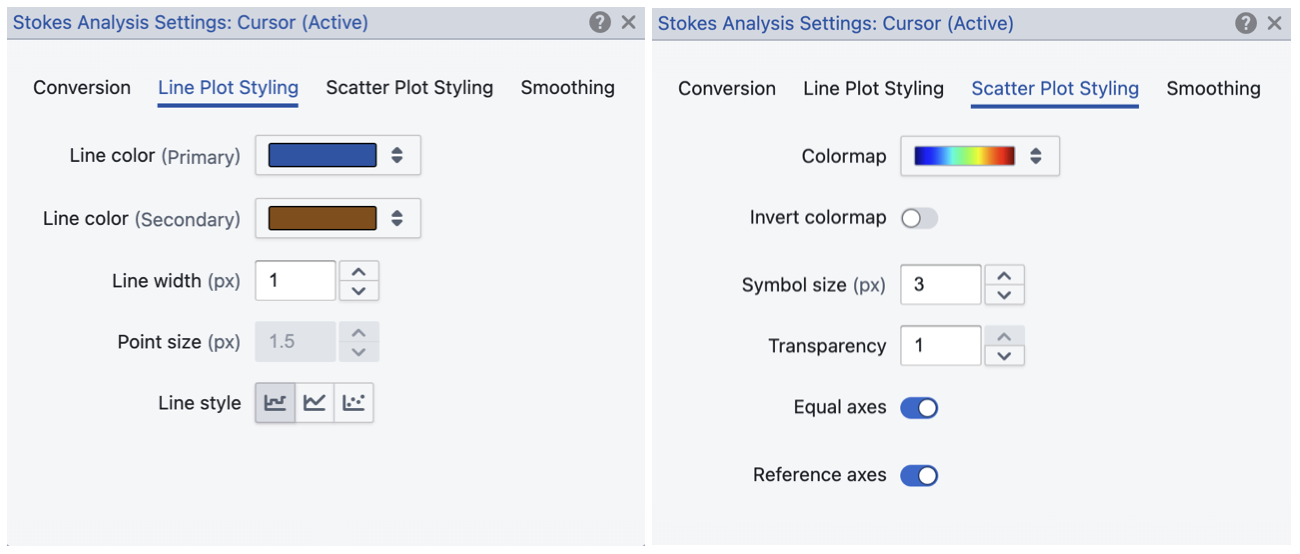 Stokes Analysis Settings: Cursor (Active)
Conversion Line Plot Styling Scatter Plot Styling Smoothing
Line color (Primary)
Line color (Secondary)
Line width (px) 1
Point size (px) 1.5
Line style
Stokes Analysis Settings: Cursor (Active)
Conversion Line Plot Styling Scatter Plot Styling Smoothing
Colormap
Invert colormap
Symbol size (px) 3
Transparency 1
Equal axes
Reference axes